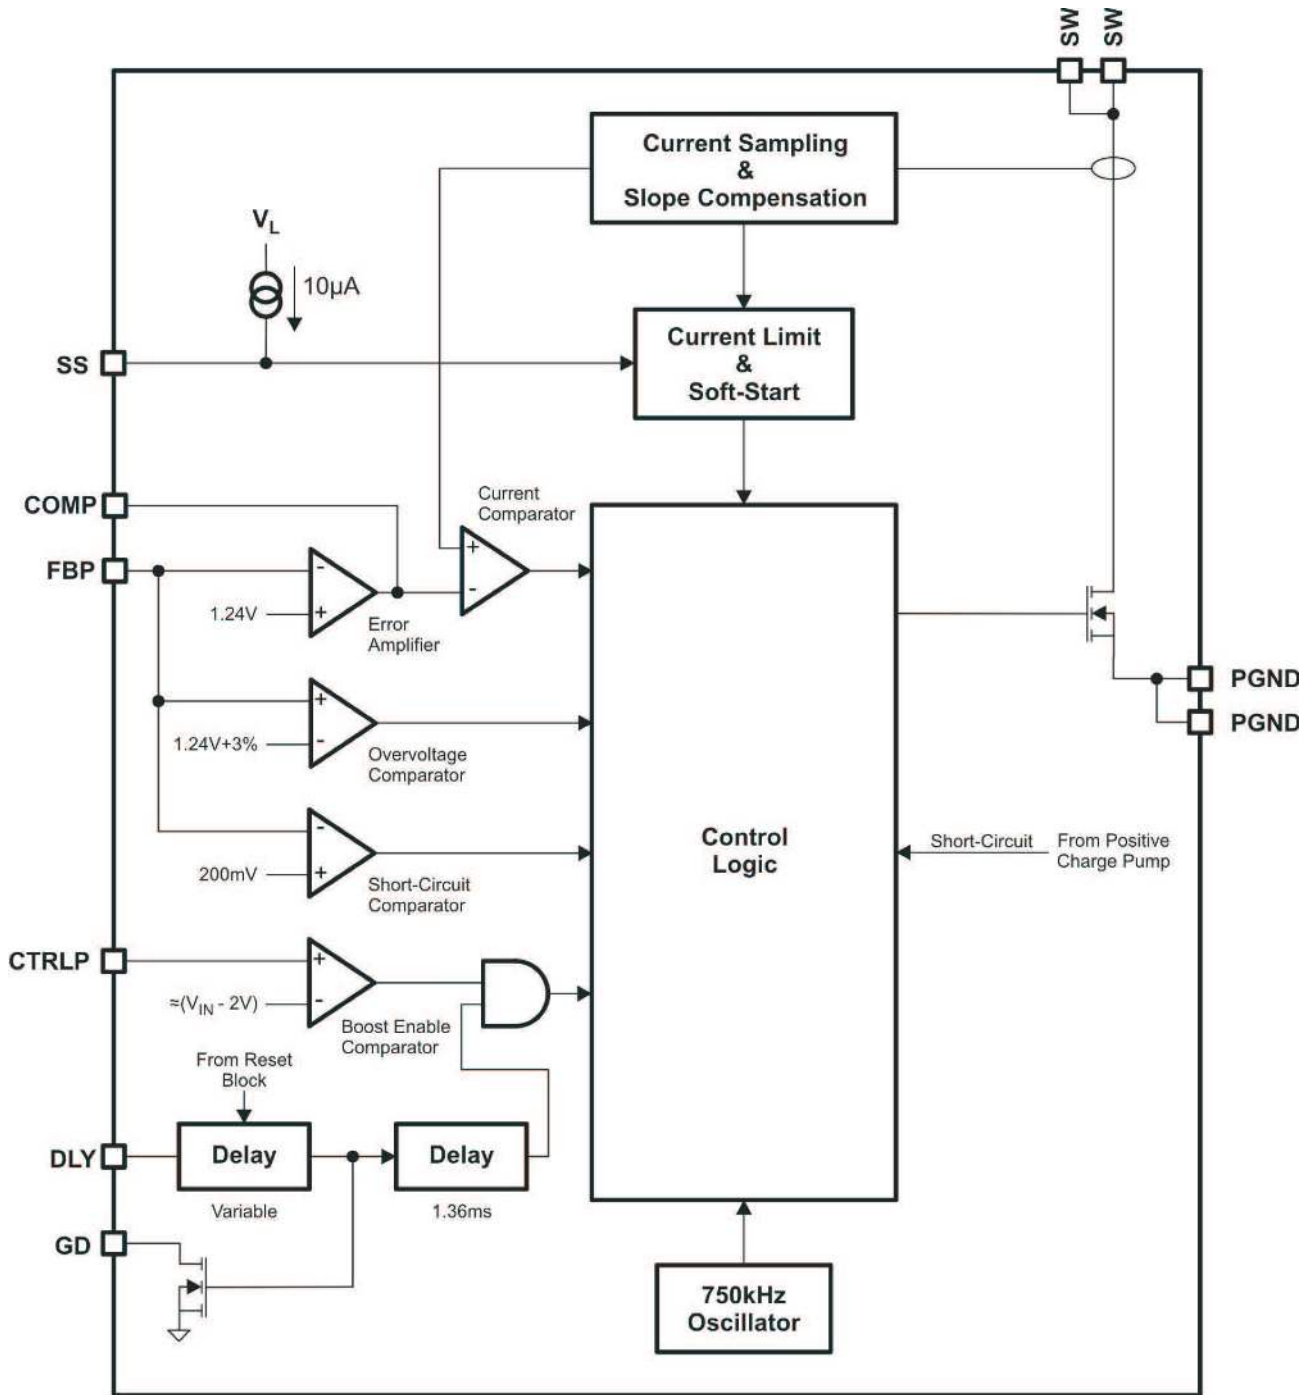 SW
SW
Current Sampling
&
Slope Compensation
VL
10µA
Current Limit
&
Soft-Start
SS
COMP
Current
Comparator
FBP
+
-
-
+
1.24V
Error
Amplifier
+
-
1.24V+3%
Overvoltage
Comparator
PGND
PGND
-
+
200mV
Short-Circuit
Comparator
Control
Logic
Short-Circuit
From Positive
Charge Pump
CTRLP
+
-
≈(VIN - 2V)
Boost Enable
Comparator
From Reset
Block
DLY
Delay
Delay
Variable
1.36ms
GD
750kHz
Oscillator